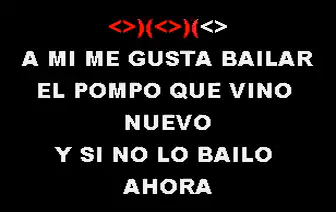 <>)(<>)(<>
A MI ME GUSTA BAILAR
EL POMPO QUE VINO
NUEVO
Y SI NO LO BAILO
AHORA